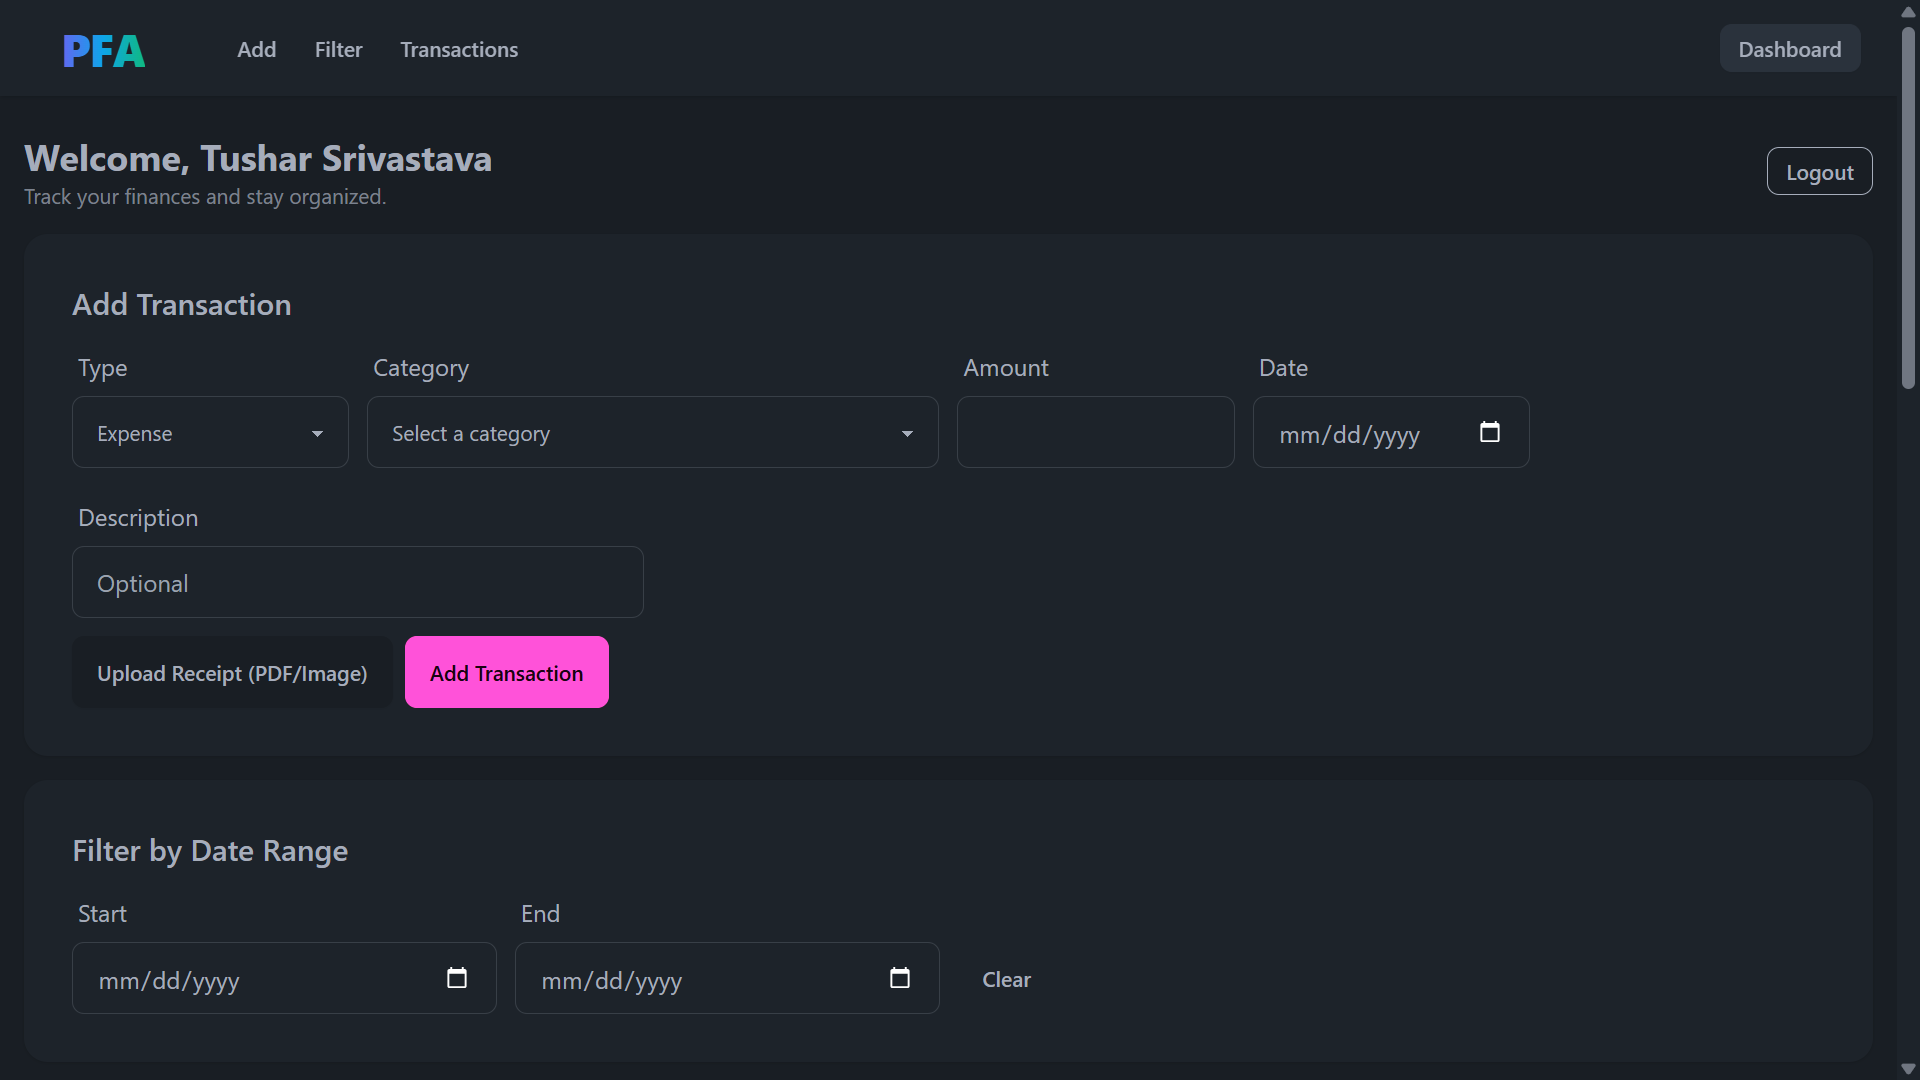 PFA Add Filter Transactions Dashboard
Welcome, Tushar Srivastava
Track your finances and stay organized.
Logout
Add Transaction
Type Category Amount Date
Expense Select a category mm/dd/yyyy
Description
Optional
Upload Receipt (PDF/Image) Add Transaction
Filter by Date Range
Start End
mm/dd/yyyy mm/dd/yyyy Clear